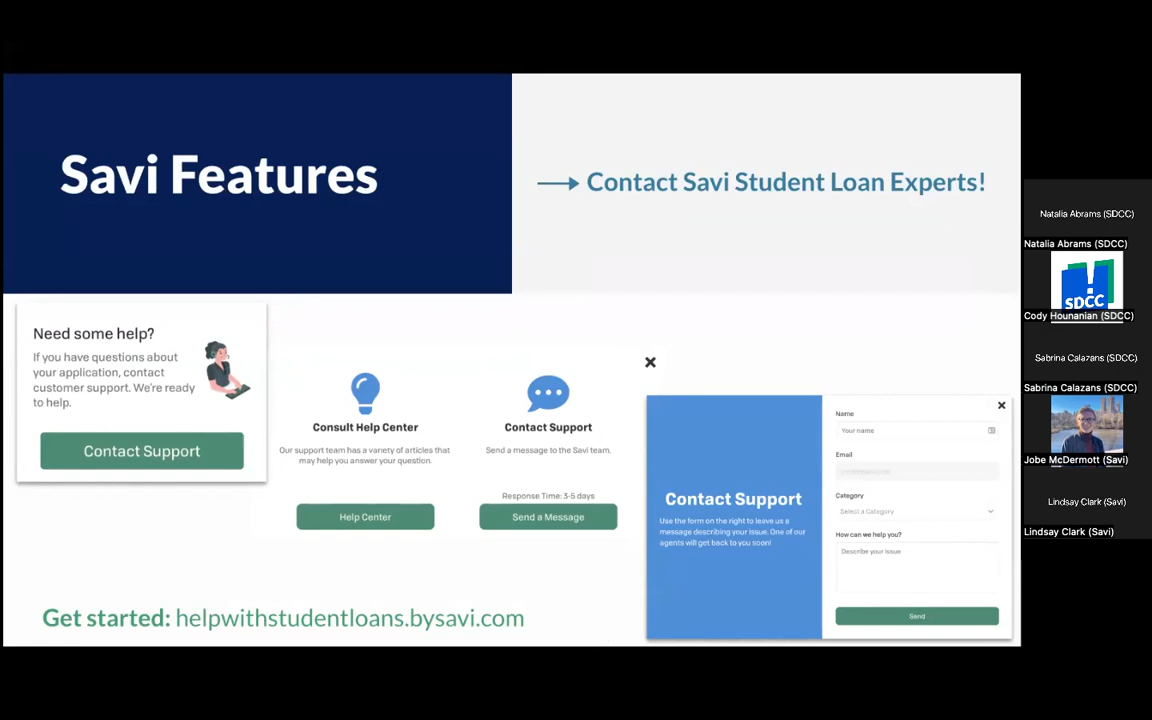 Savi Features
Contact Savi Student Loan Experts!
Need some help?
If you have questions about
your application, contact
customer support. We're ready
to help.
Contact Support
Consult Help Center
Our support team has a variety of articles that
may help you answer your question.
Help Center
Contact Support
Send a message to the Savi team.
Response Time: 3-5 days
Send a Message
Contact Support
Use the form on the right to leave us a
message describing your issue. One of our
agents will get back to you soon!
Name
Your name
Email
Category
Select a Category
How can we help you?
Describe your issue
Send
Get started: helpwithstudentloans.bysavi.com
Natalia Abrams (SDCC)
Natalia Abrams (SDCC)
SDCC
Cody Hounanian (SDCC)
Sabrina Calazans (SDCC)
Sabrina Calazans (SDCC)
Jobe McDermott (Savi)
Lindsay Clark (Savi)
Lindsay Clark (Savi)